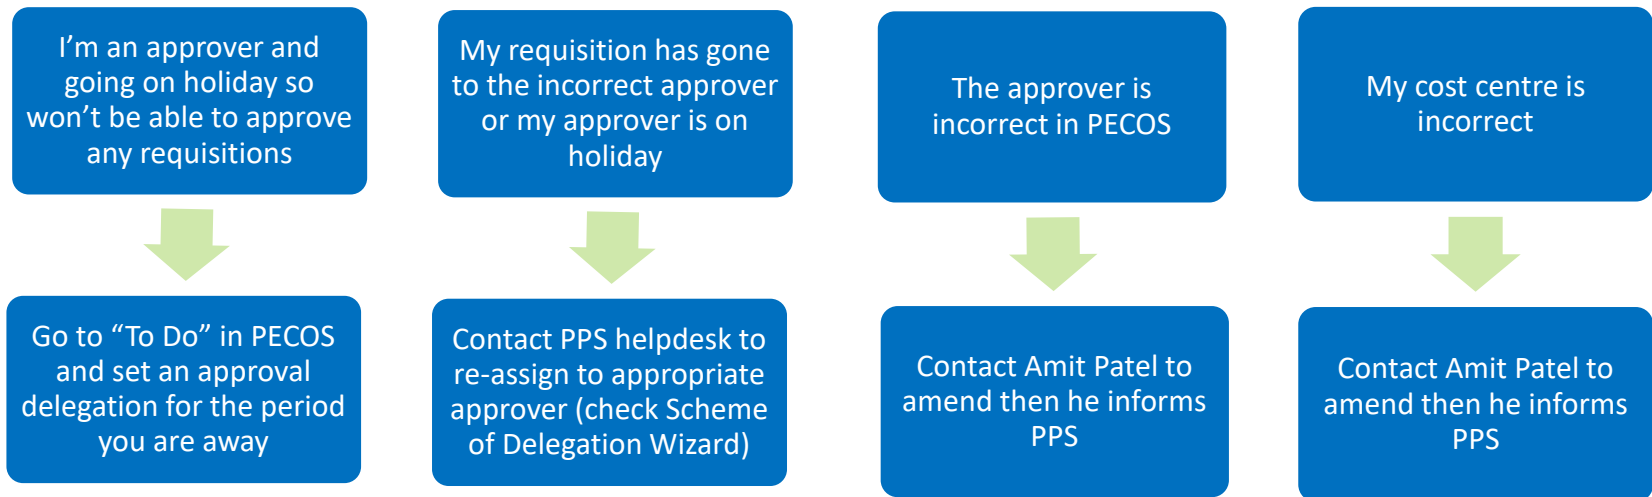 I’m an approver and
going on holiday so
won’t be able to approve
any requisitions
My requisition has gone
to the incorrect approver
or my approver is on
holiday
The approver is
incorrect in PECOS
My cost centre is
incorrect
Go to “To Do” in PECOS
and set an approval
delegation for the period
you are away
Contact PPS helpdesk to
re-assign to appropriate
approver (check Scheme
of Delegation Wizard)
Contact Amit Patel to
amend then he informs
PPS
Contact Amit Patel to
amend then he informs
PPS